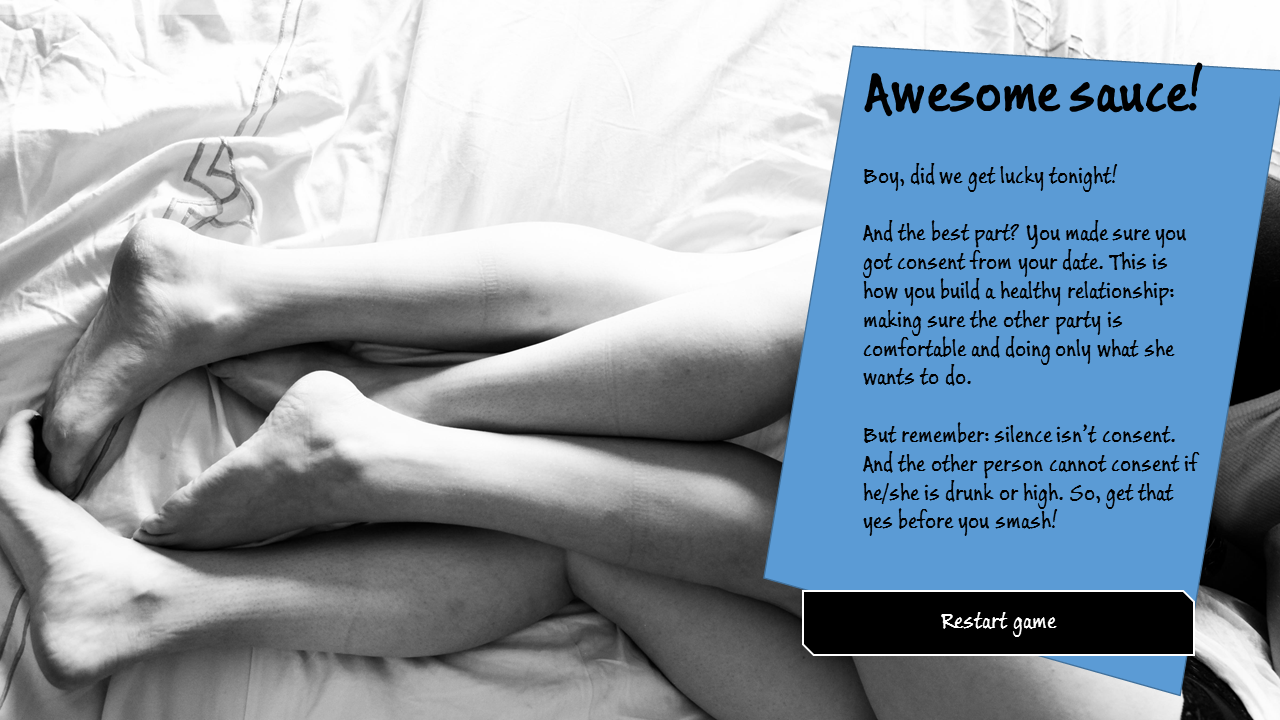 Awesome sauce!
Boy, did we get lucky tonight!
And the best part? You made sure you
got consent from your date. This is
how you build a healthy relationship:
making sure the other party is
comfortable and doing only what she
wants to do.
But remember: silence isn't consent.
And the other person cannot consent if
he/she is drunk or high. So, get that
yes before you smash!
Restart game